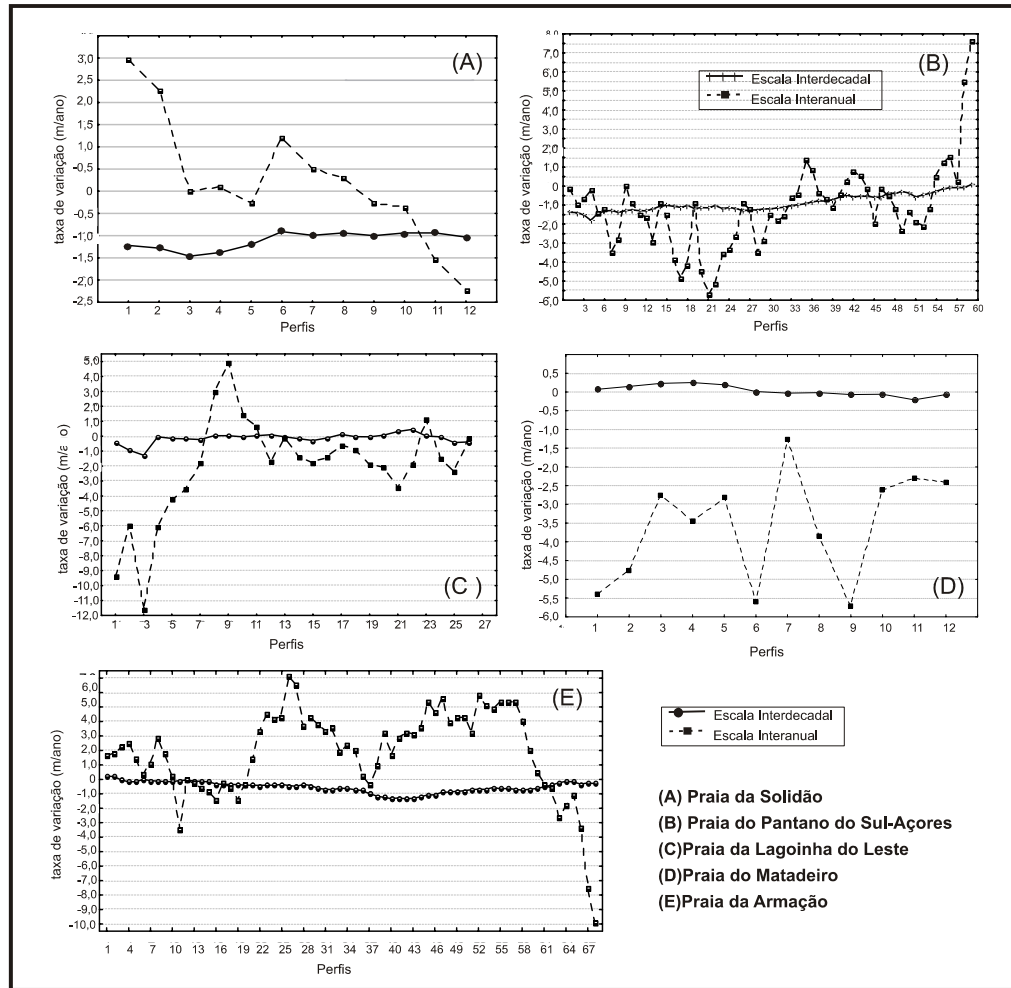 (A)
taxa de variação (m/ano)
3,0
2,5
2,0
1,5
1,0
0,5
0
-0,5
-1,0
-1,5
-2,0
-2,5
1 2 3 4 5 6 7 8 9 10 11 12
Perfis
(B)
Escala Interdecadal
Escala Interanual
taxa de variação (m/ano)
8,0
7,0
6,0
5,0
4,0
3,0
2,0
1,0
0
-1,0
-2,0
-3,0
-4,0
-5,0
-6,0
3 6 9 12 15 18 21 24 27 30 33 36 39 42 45 48 51 54 57 60
Perfis
(C )
taxa de variação (m/a o)
5,0
4,0
3,0
2,0
1,0
0
-1,0
-2,0
-3,0
-4,0
-5,0
-6,0
-7,0
-8,0
-9,0
-10,0
-11,0
-12,0
1 3 5 7 9 11 13 15 17 19 21 23 25 27
Perfis
(D)
taxa de variação (m/ano)
0,5
0
-0,5
-1,0
-1,5
-2,0
-2,5
-3,5
-4,0
-4,5
-5,0
-5,5
-6,0
1 2 3 4 5 6 7 8 9 10 11 12
Perfis
(E)
taxa de variação (m/ano)
6,0
5,0
4,0
3,0
2,0
1,0
0
-1,0
-2,0
-3,0
-4,0
-5,0
-6,0
-7,0
-8,0
-9,0
-10,0
1 4 7 10 13 16 19 22 25 28 31 34 37 40 43 46 49 52 55 58 61 64 67
Perfis
Escala Interdecadal
Escala Interanual
(A) Praia da Solidão
(B) Praia do Pantano do Sul-Açores
(C)Praia da Lagoinha do Leste
(D)Praia do Matadeiro
(E)Praia da Armação